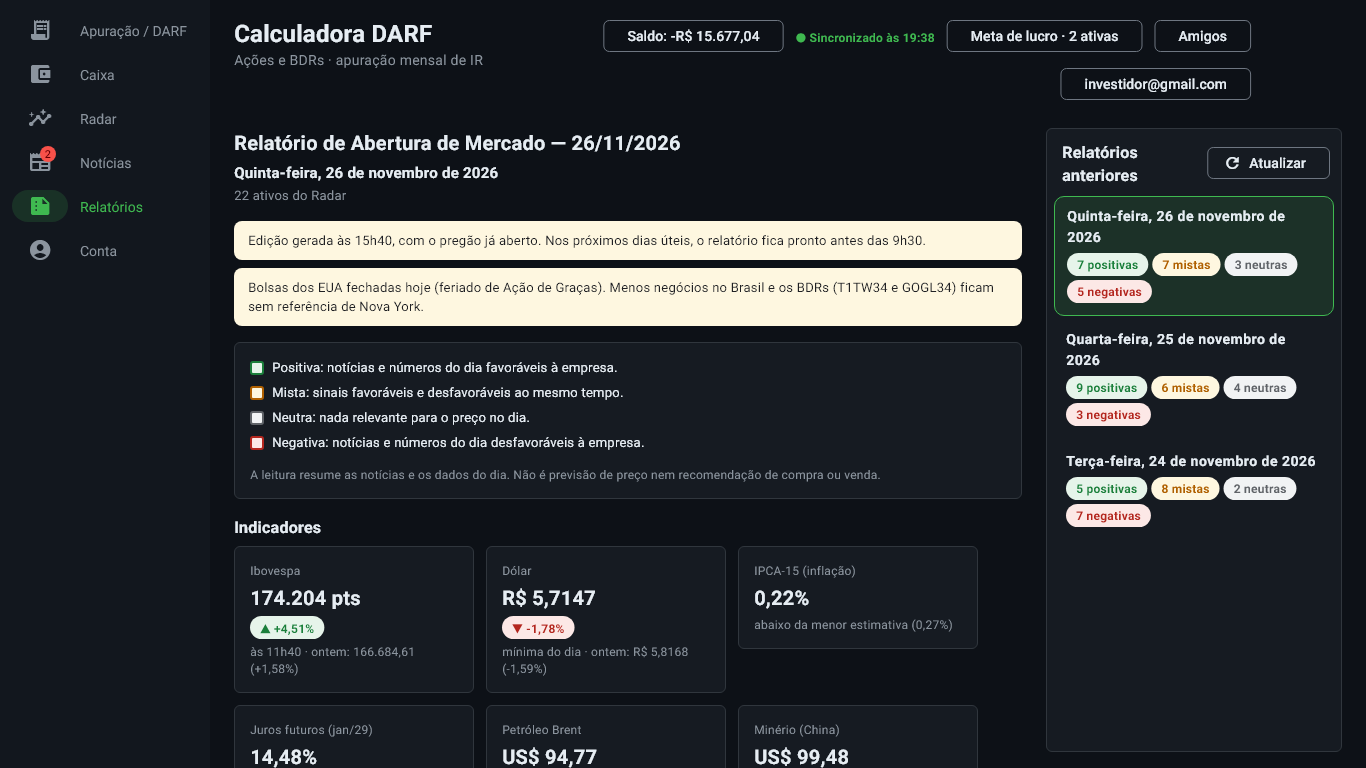 Apuração / DARF
Caixa
Radar
2
Notícias
Relatórios
Conta
Calculadora DARF
Ações e BDRs · apuração mensal de IR
Saldo: -R$ 15.677,04
Sincronizado às 19:38
Meta de lucro · 2 ativas
Amigos
investidor@gmail.com
Relatório de Abertura de Mercado — 26/11/2026
Quinta-feira, 26 de novembro de 2026
22 ativos do Radar
Edição gerada às 15h40, com o pregão já aberto. Nos próximos dias úteis, o relatório fica pronto antes das 9h30.
Bolsas dos EUA fechadas hoje (feriado de Ação de Graças). Menos negócios no Brasil e os BDRs (T1TW34 e GOGL34) ficam
sem referência de Nova York.
Positiva: notícias e números do dia favoráveis à empresa.
Mista: sinais favoráveis e desfavoráveis ao mesmo tempo.
Neutra: nada relevante para o preço no dia.
Negativa: notícias e números do dia desfavoráveis à empresa.
A leitura resume as notícias e os dados do dia. Não é previsão de preço nem recomendação de compra ou venda.
Indicadores
Ibovespa
174.204 pts
▲ +4,51%
às 11h40 · ontem: 166.684,61
(+1,58%)
Dólar
R$ 5,7147
▼ -1,78%
mínima do dia · ontem: R$ 5,8168
(-1,59%)
IPCA-15 (inflação)
0,22%
abaixo da menor estimativa (0,27%)
Juros futuros (jan/29)
14,48%
Petróleo Brent
US$ 94,77
Minério (China)
US$ 99,48
Relatórios
anteriores
Atualizar
Quinta-feira, 26 de novembro de
2026
7 positivas
7 mistas
3 neutras
5 negativas
Quarta-feira, 25 de novembro de
2026
9 positivas
6 mistas
4 neutras
3 negativas
Terça-feira, 24 de novembro de 2026
5 positivas
8 mistas
2 neutras
7 negativas